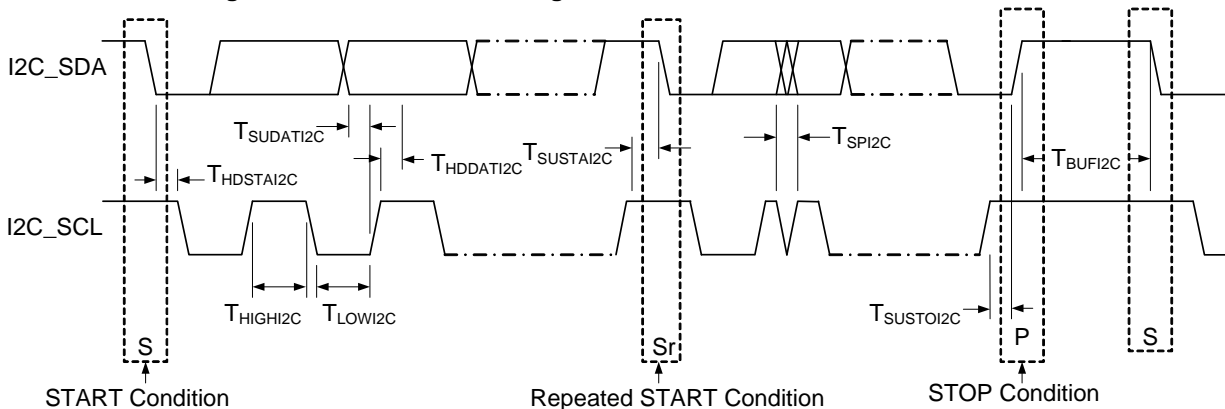 I2C_SDA
T_SUDATI2C
T_HDDATI2C
T_SUSTAI2C
T_SPI2C
T_BUFI2C
T_HDSTAI2C
I2C_SCL
T_HIGHI2C
T_LOWI2C
T_SUSTOI2C
S
Sr
P
S
START Condition
Repeated START Condition
STOP Condition